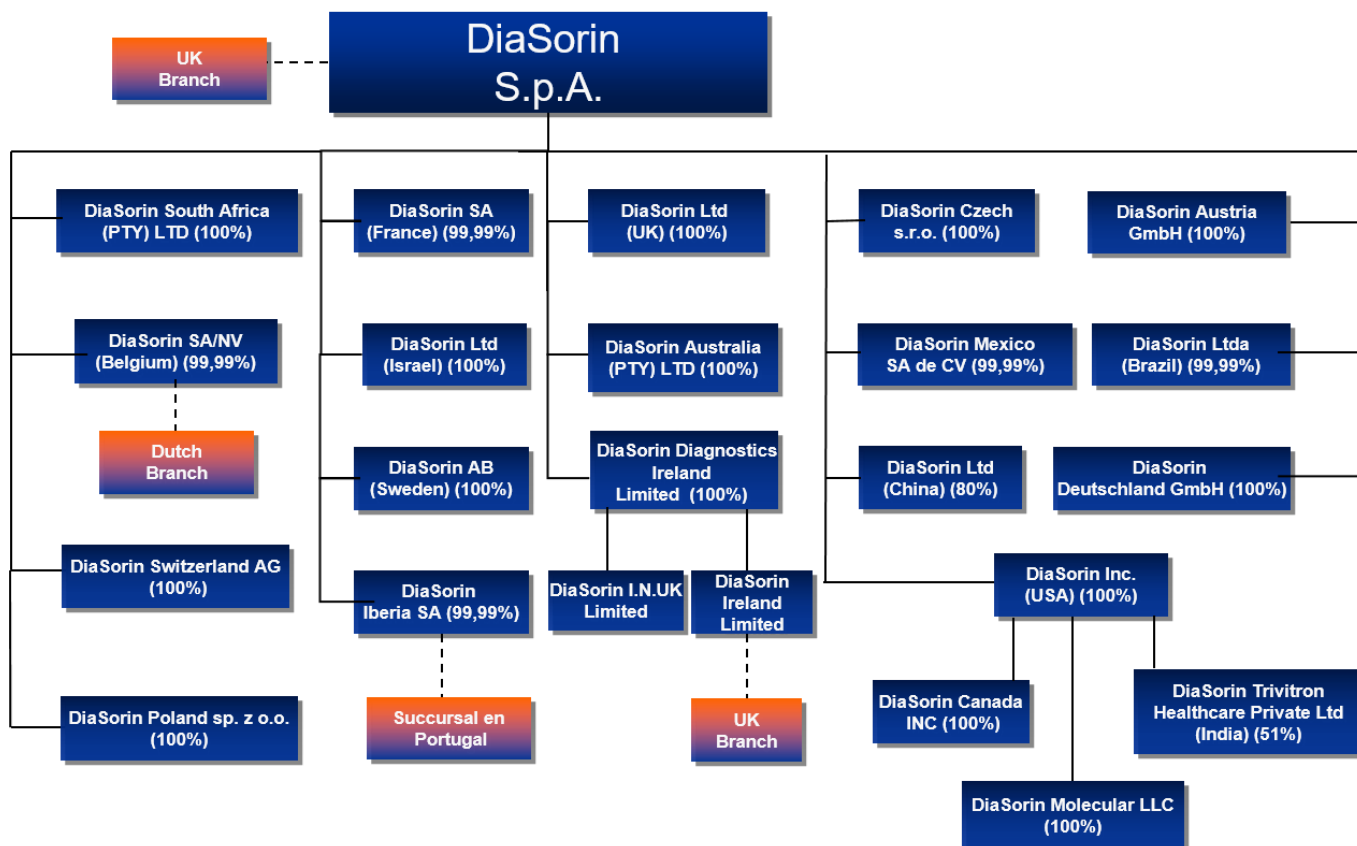 DiaSorin
S.p.A.
UK
Branch
DiaSorin South Africa
(PTY) LTD (100%)
DiaSorin SA
(France) (99,99%)
DiaSorin Ltd
(UK) (100%)
DiaSorin Czech
s.r.o. (100%)
DiaSorin Austria
GmbH (100%)
DiaSorin SA/NV
(Belgium) (99,99%)
DiaSorin Ltd
(Israel) (100%)
DiaSorin Australia
(PTY) LTD (100%)
DiaSorin Mexico
SA de CV (99,99%)
DiaSorin Ltda
(Brazil) (99,99%)
Dutch
Branch
DiaSorin AB
(Sweden) (100%)
DiaSorin Diagnostics
Ireland
Limited (100%)
DiaSorin Ltd
(China) (80%)
DiaSorin
Deutschland GmbH (100%)
DiaSorin Switzerland AG
(100%)
DiaSorin
Iberia SA (99,99%)
DiaSorin I.N.UK
Limited
DiaSorin
Ireland
Limited
DiaSorin Inc.
(USA) (100%)
DiaSorin Poland sp. z o.o.
(100%)
Succursal en
Portugal
UK
Branch
DiaSorin Canada
INC (100%)
DiaSorin Trivitron
Healthcare Private Ltd
(India) (51%)
DiaSorin Molecular LLC
(100%)